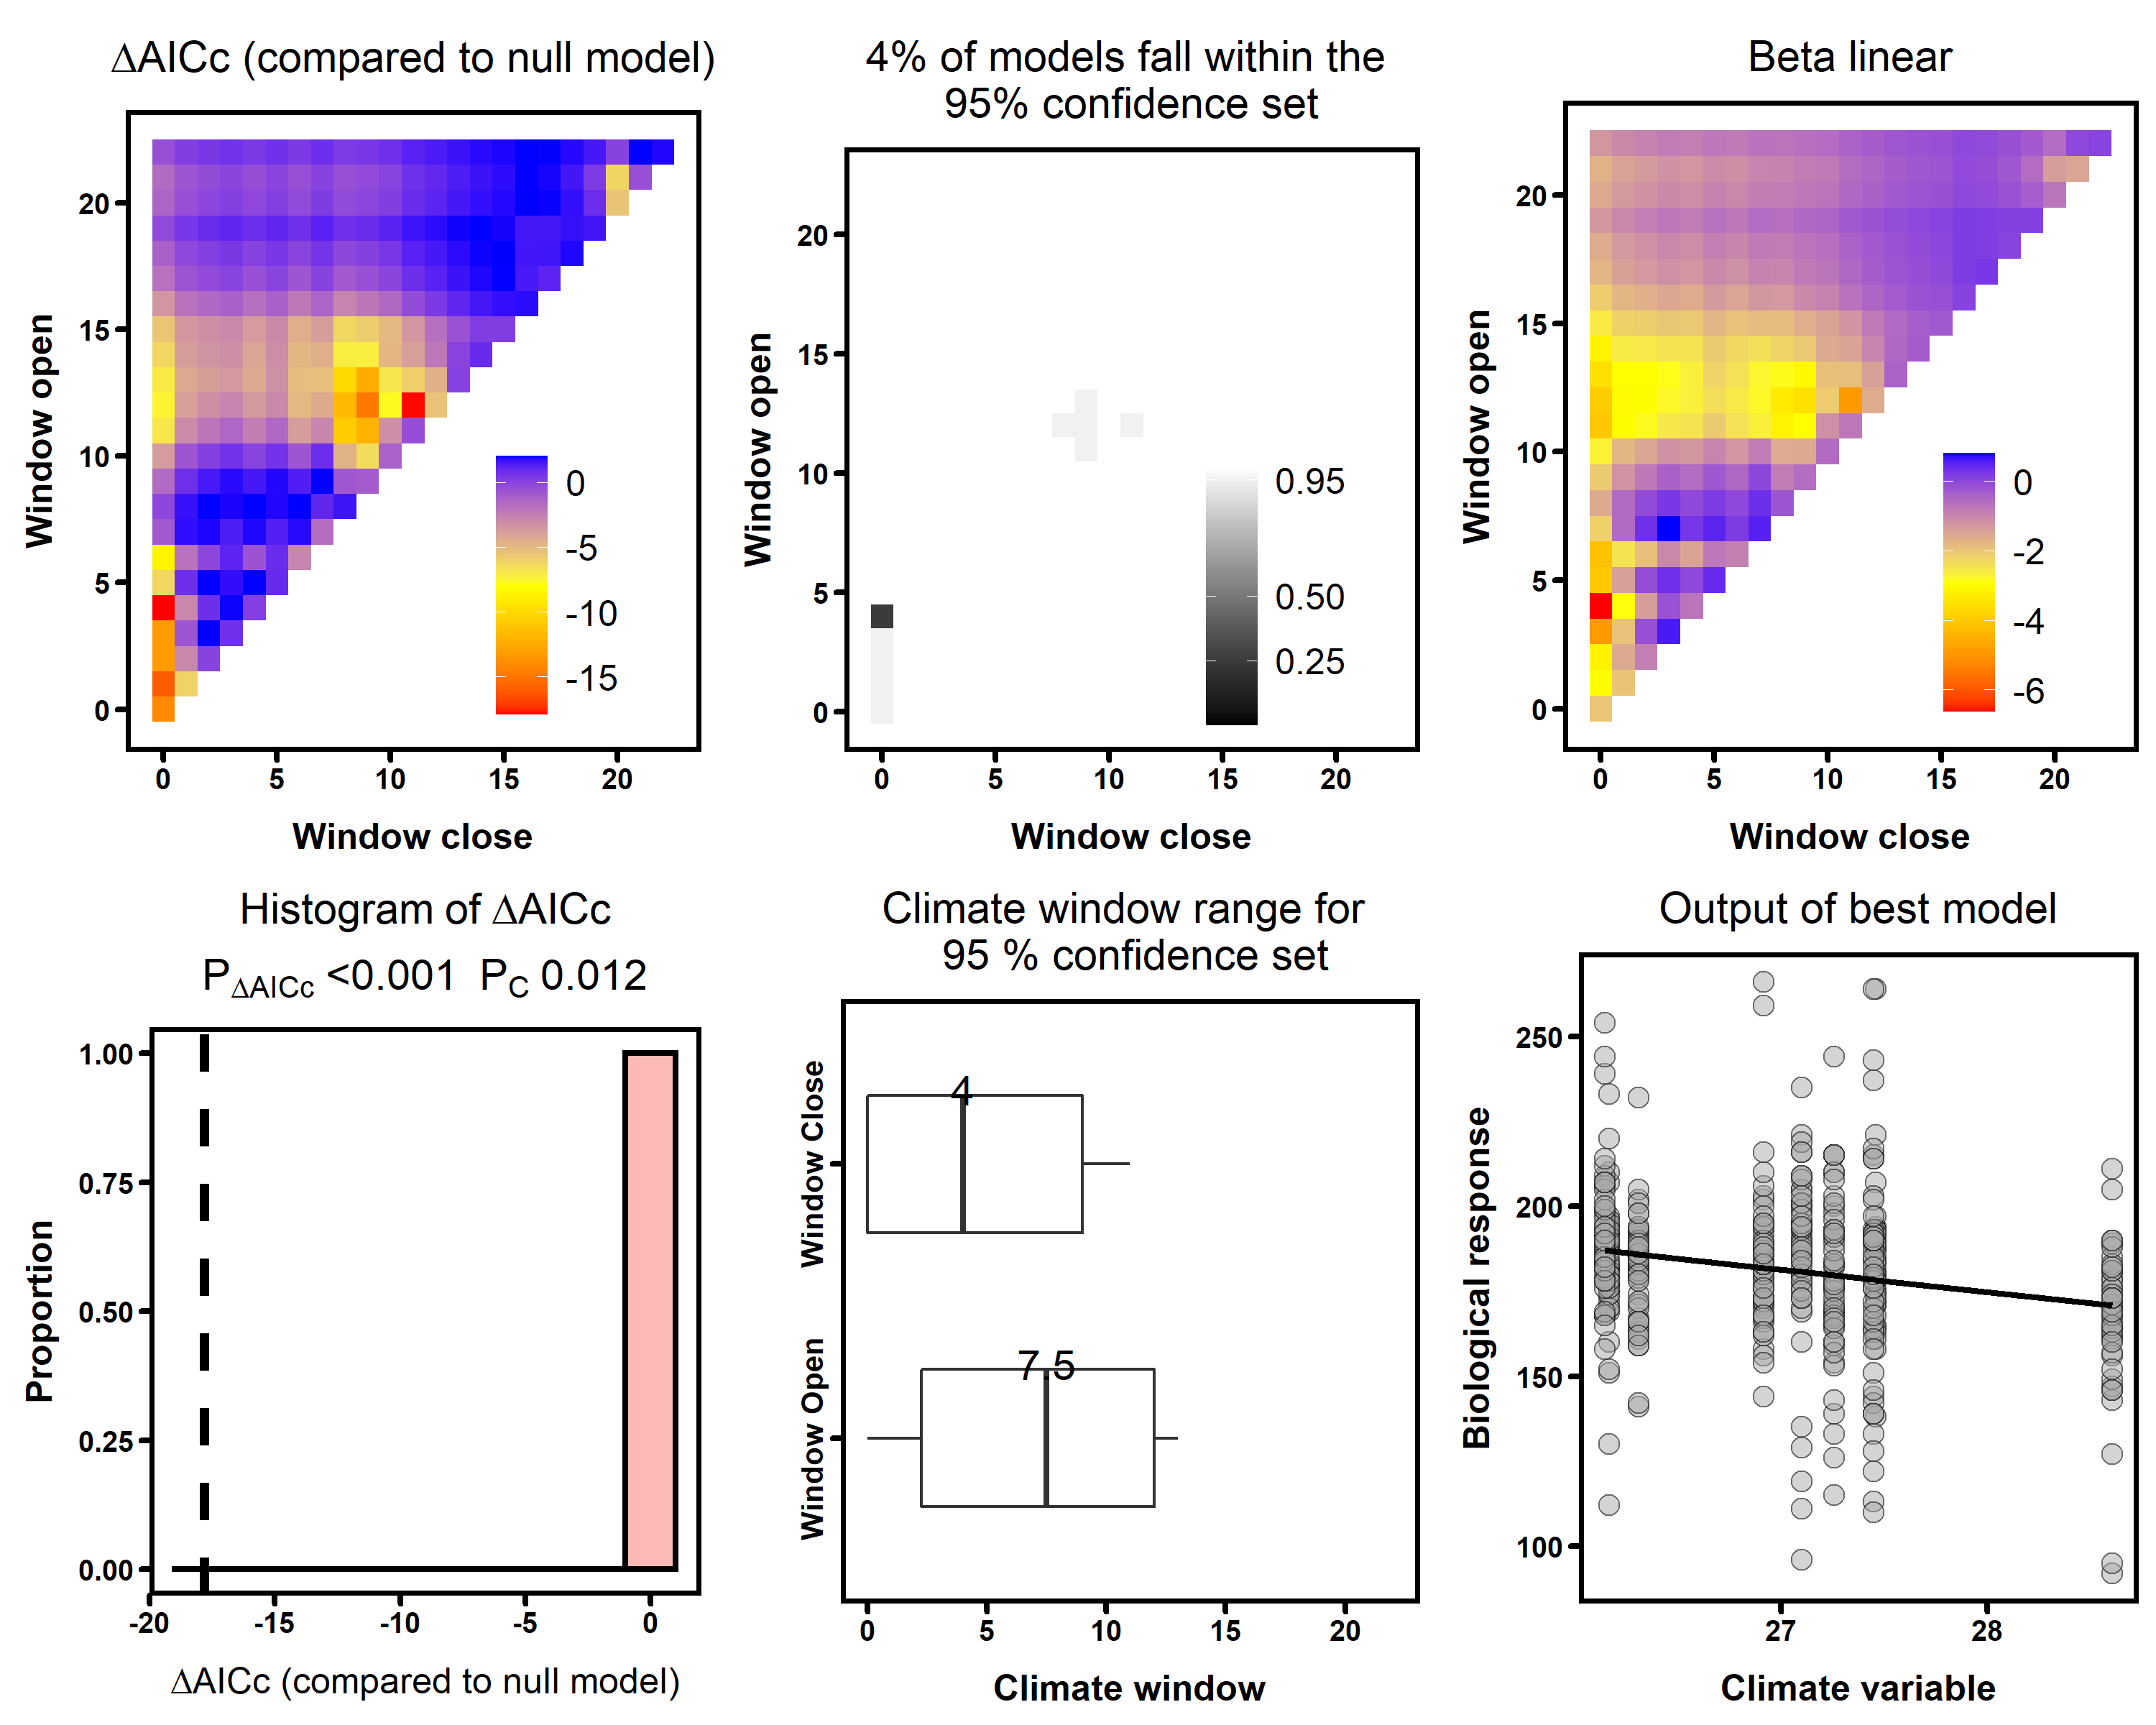 ∆AICc (compared to null model)
20
15
10
5
0
Window open
0
-5
-10
-15
0 5 10 15 20
Window close
4% of models fall within the
95% confidence set
20
15
10
5
0
Window open
0.95
0.50
0.25
0 5 10 15 20
Window close
Beta linear
20
15
10
5
0
Window open
0
-2
-4
-6
0 5 10 15 20
Window close
Histogram of ∆AICc
P∆AICc <0.001 PC 0.012
1.00
0.75
0.50
0.25
0.00
Proportion
-20 -15 -10 -5 0
∆AICc (compared to null model)
Climate window range for
95 % confidence set
Window Close
4
Window Open
7.5
0 5 10 15 20
Climate window
Output of best model
250
200
150
100
Biological response
27 28
Climate variable